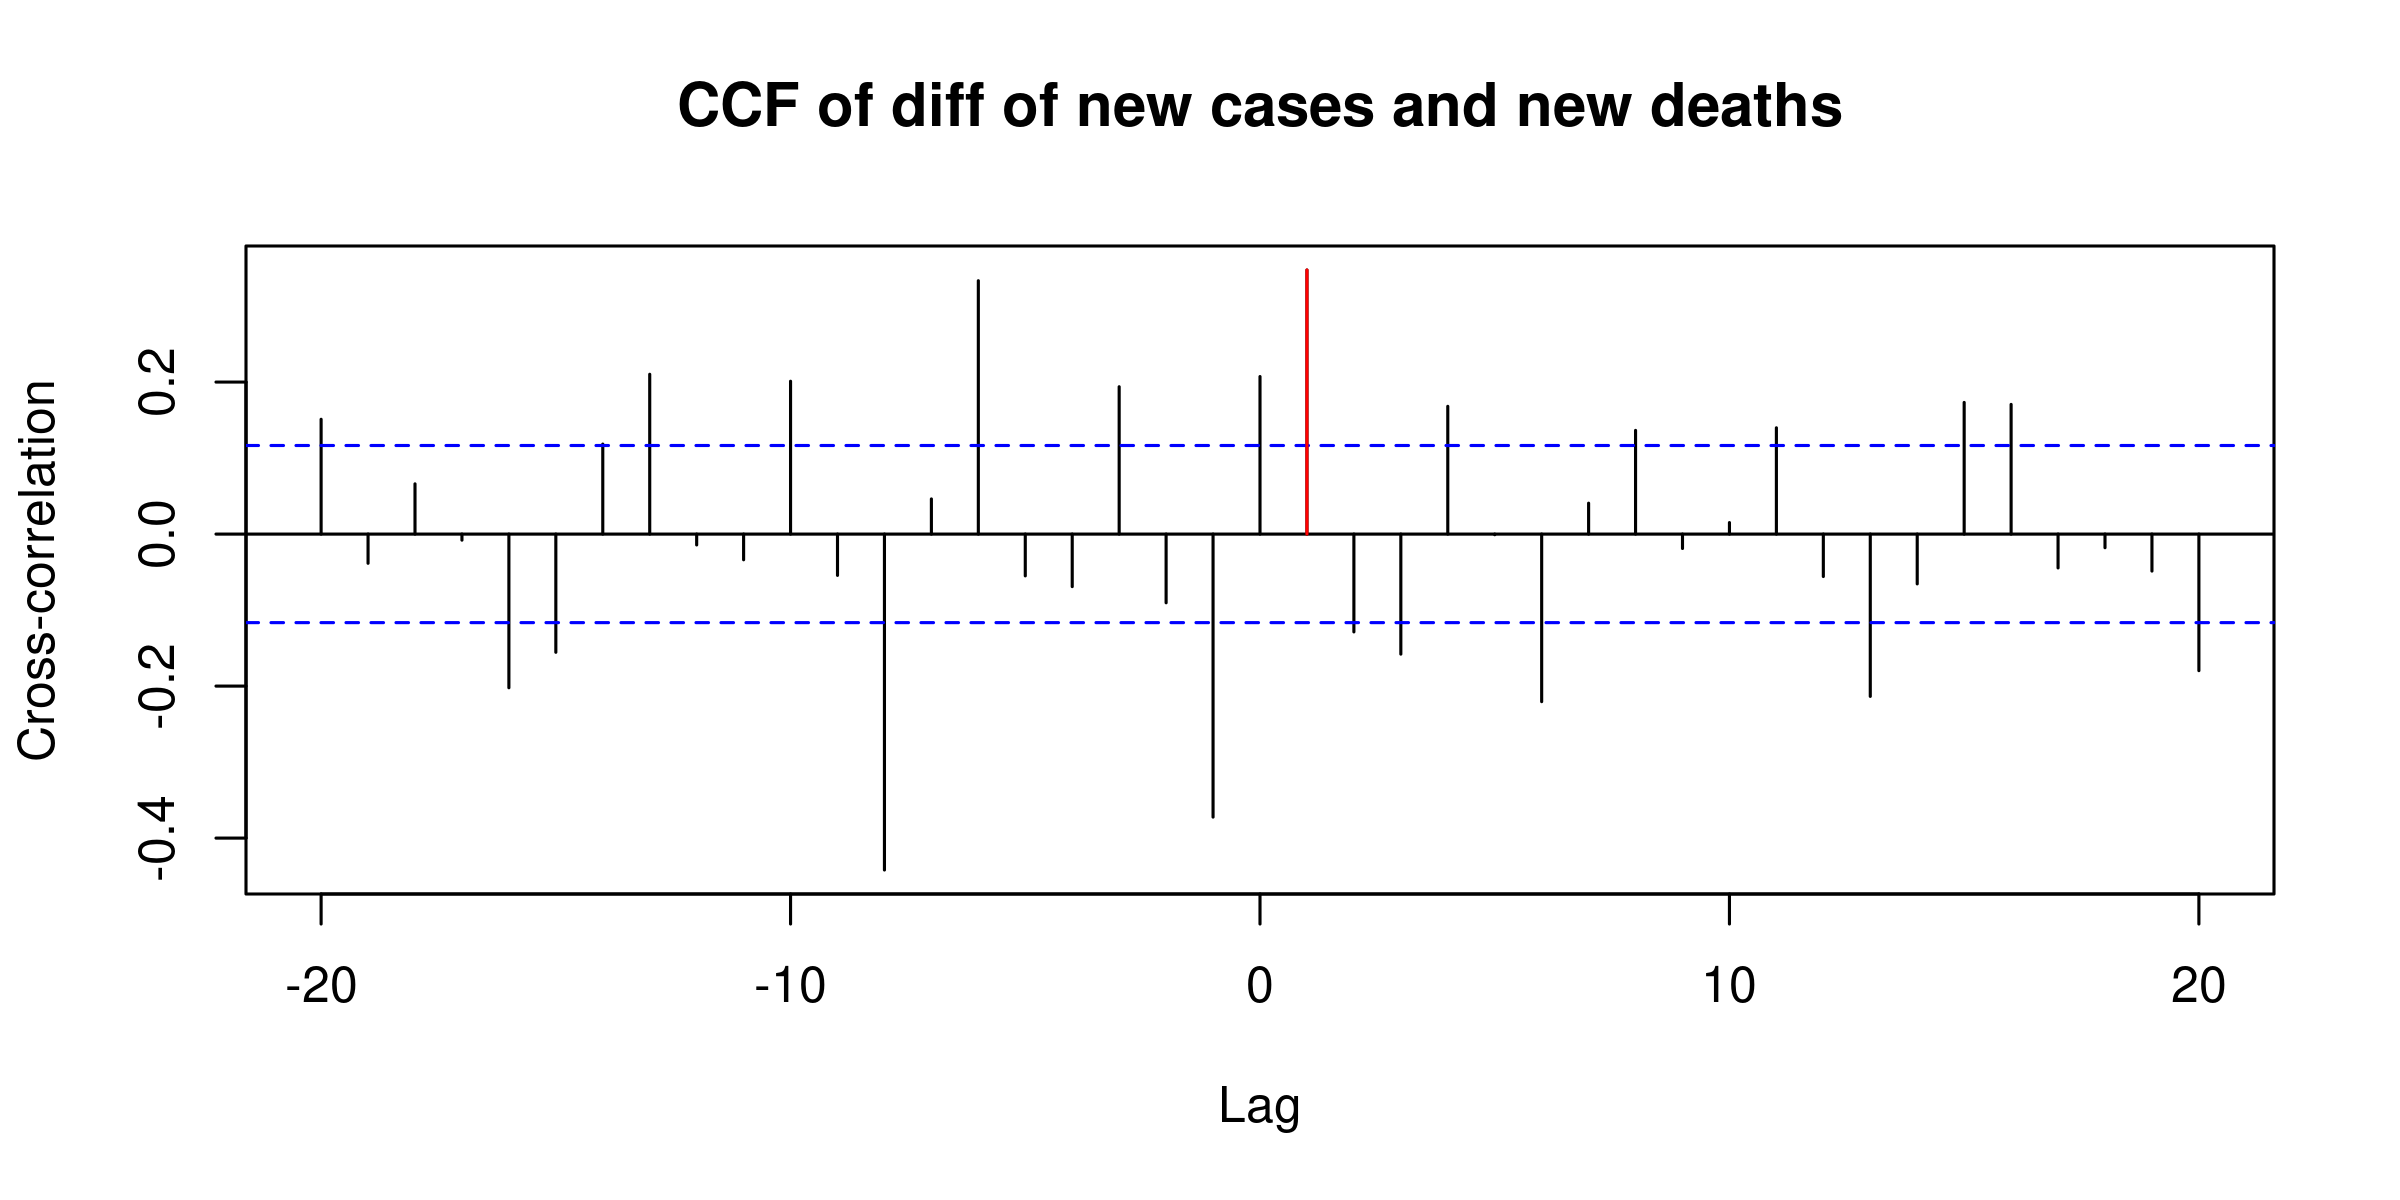 CCF of diff of new cases and new deaths
Cross-correlation
0.2
0.0
-0.2
-0.4
-20 -10 0 10 20
Lag